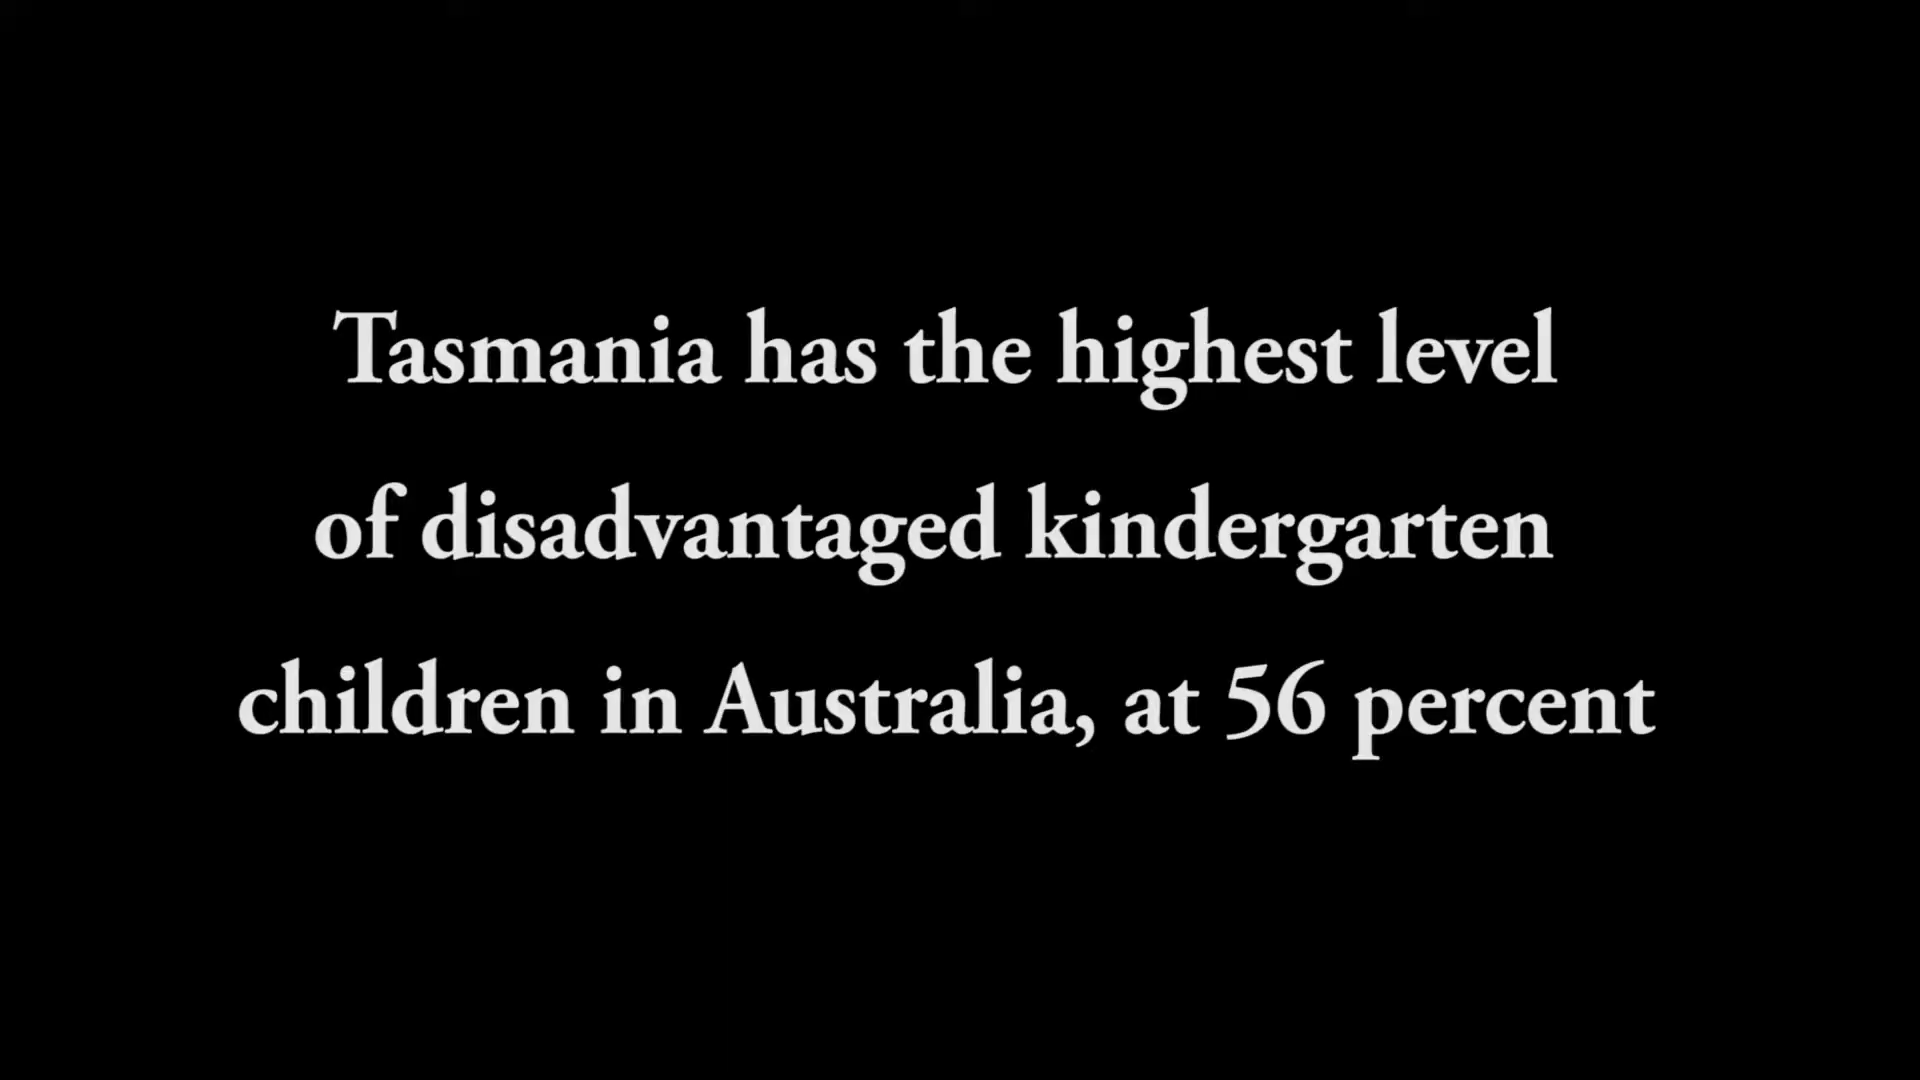 Tasmania has the highest level
of disadvantaged kindergarten
children in Australia, at 56 percent